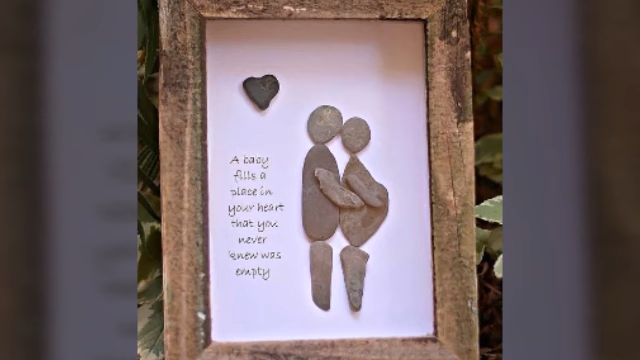 A baby
fills a
place in
your heart
that you
never
knew was
empty